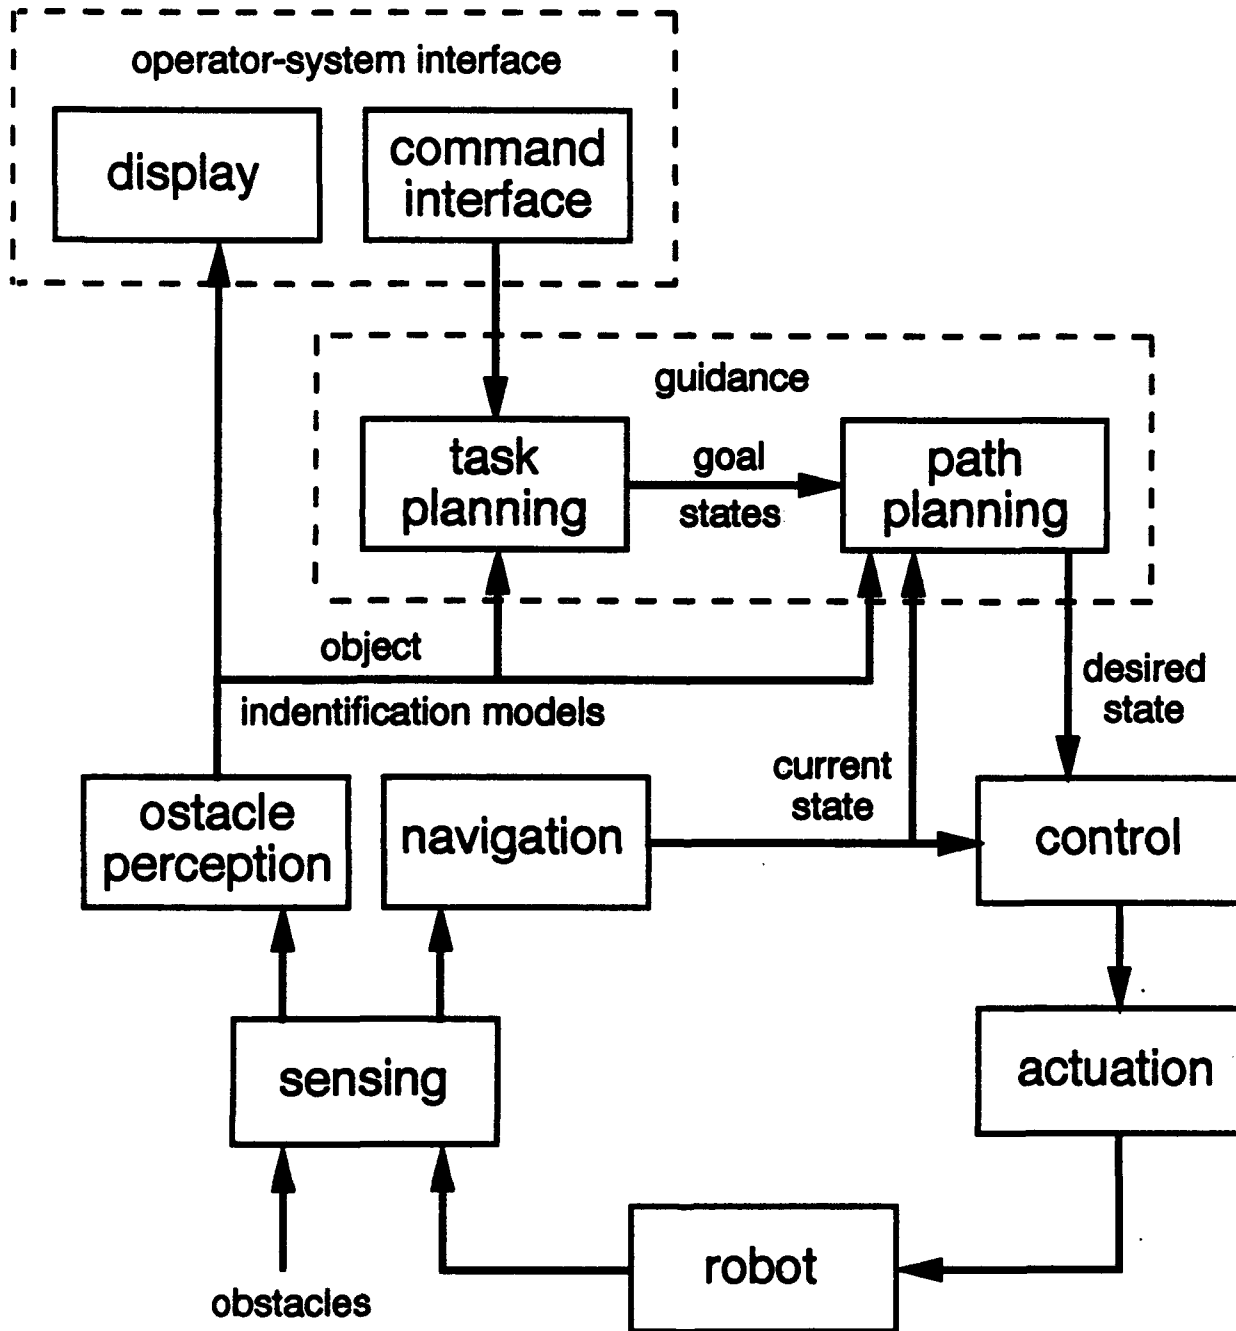 operator-system interface
display
command
interface
guidance
task
planning
goal
states
path
planning
object
indentification models
desired
state
current
state
ostacle
perception
navigation
control
sensing
actuation
robot
obstacles